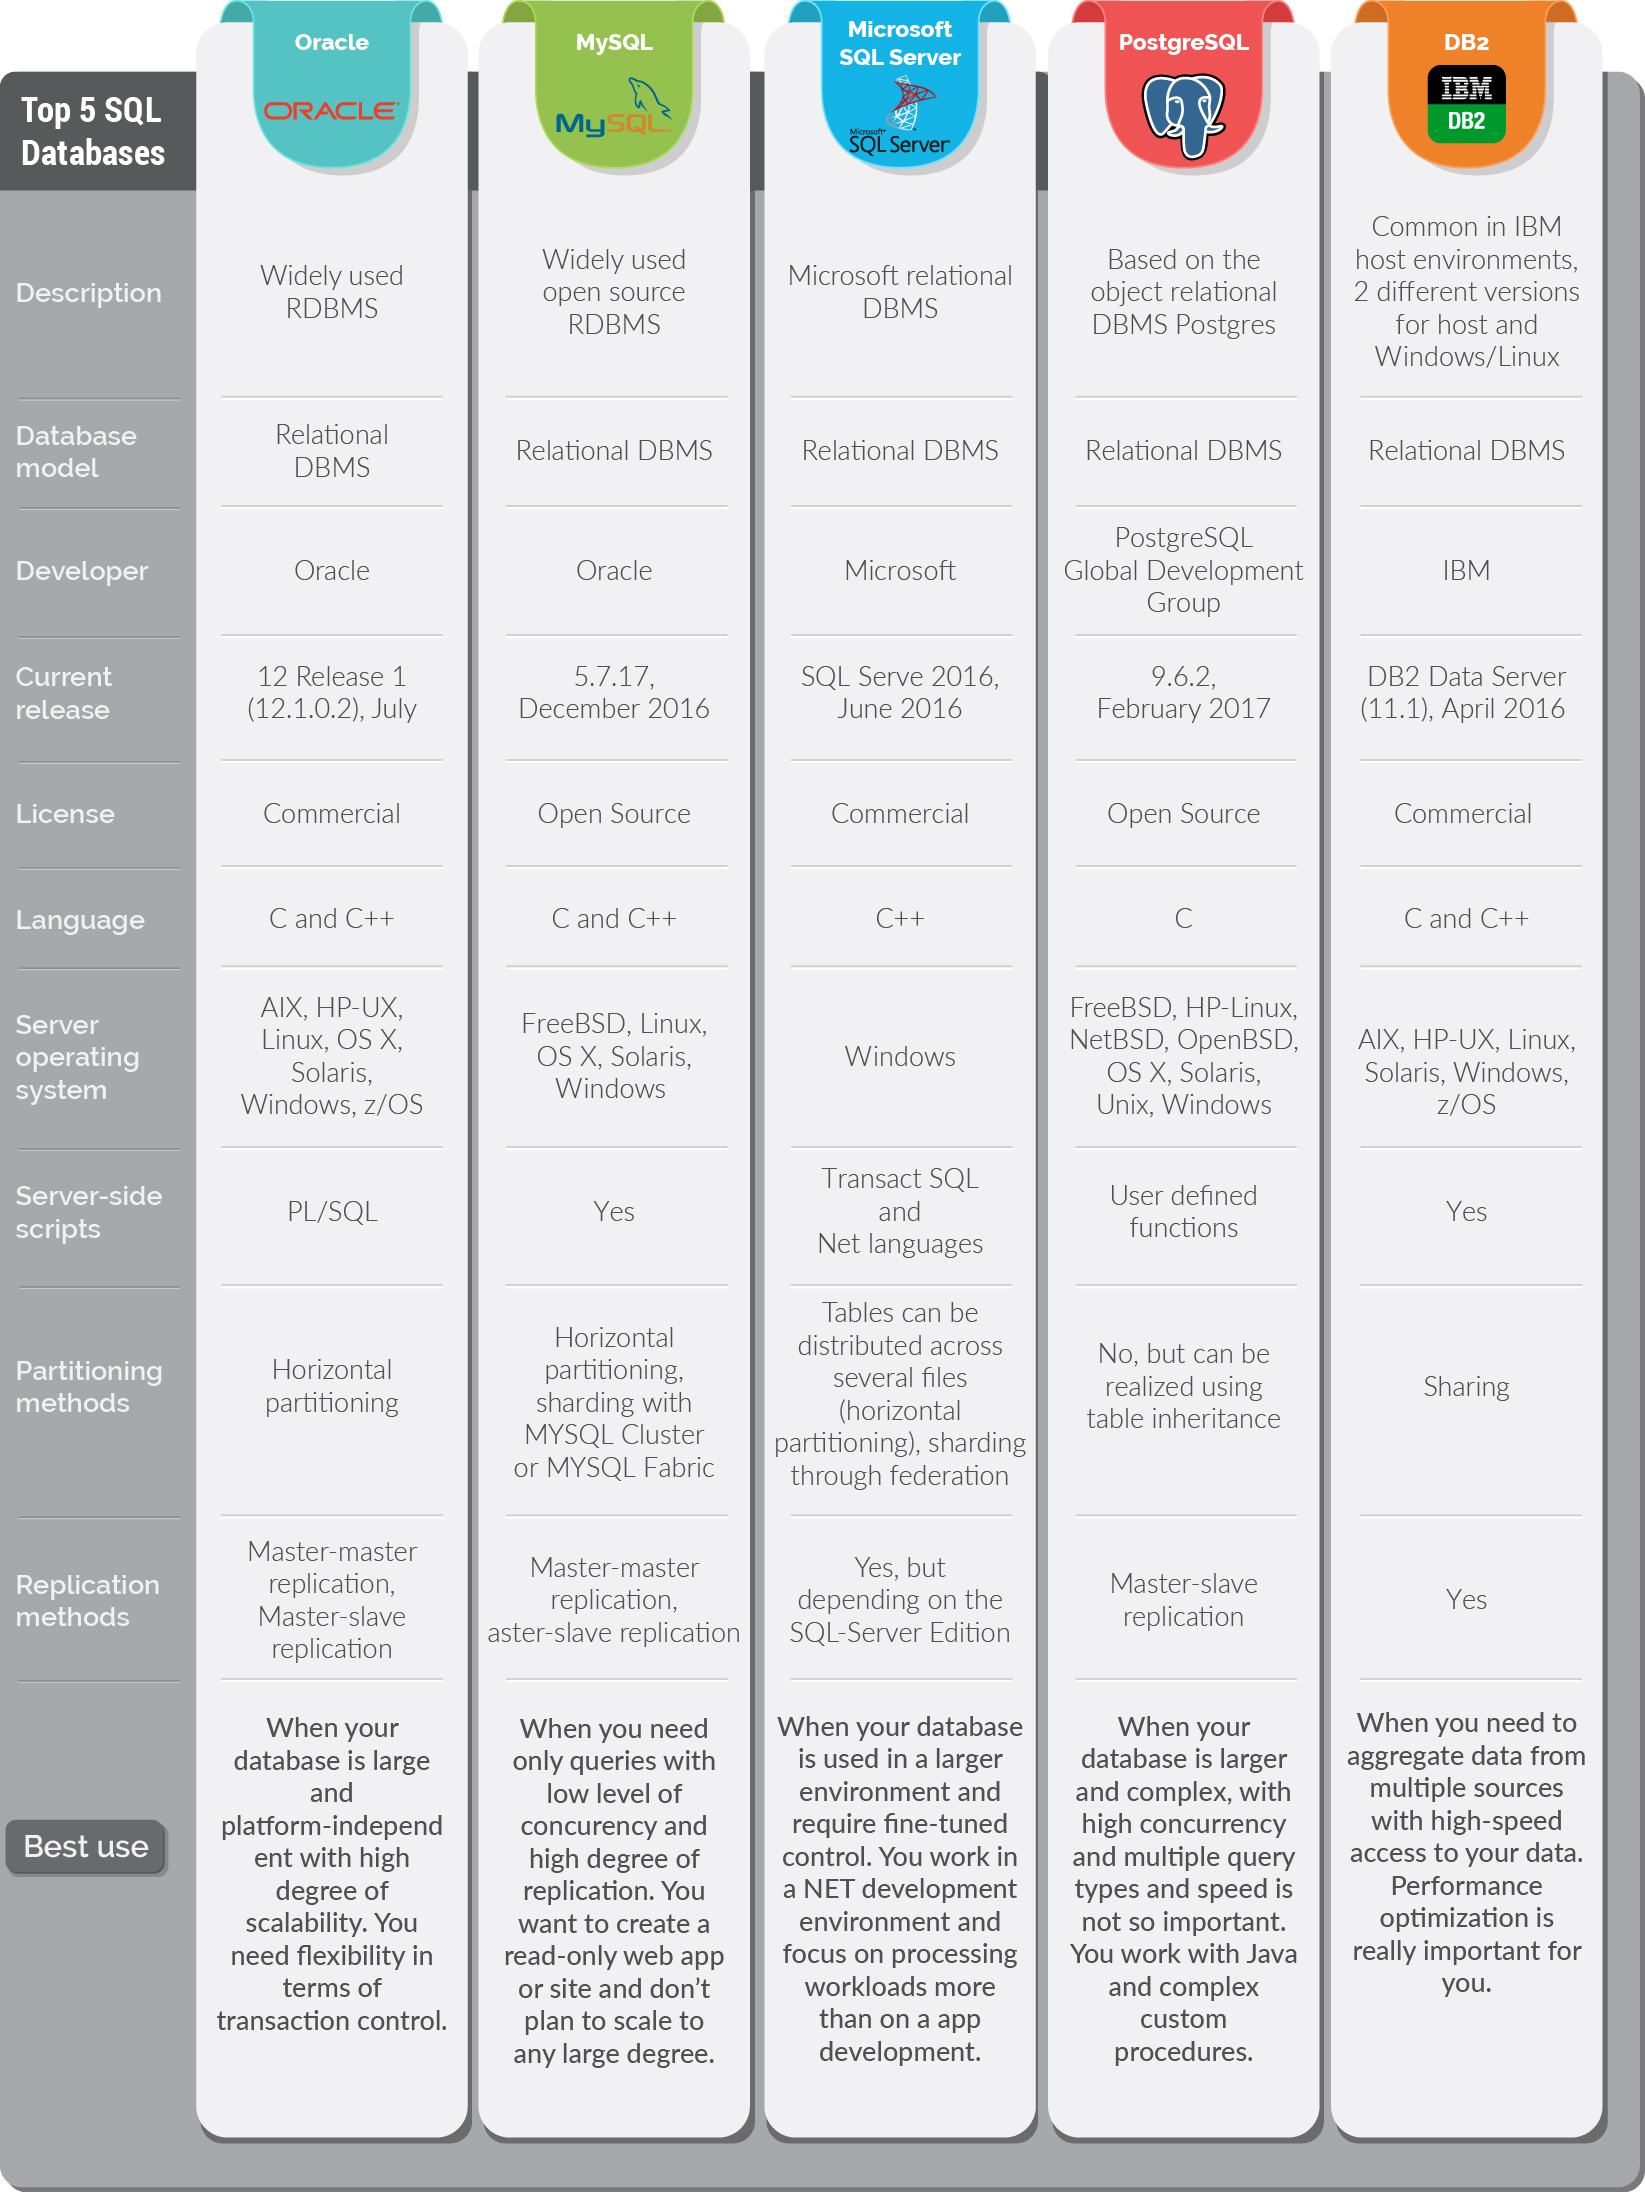 Top 5 SQL
Databases
Oracle
ORACLE
MySQL
MySQL
Microsoft
SQL Server
Microsoft
SQL Server
PostgreSQL
DB2
IBM
DB2
Description
Widely used
RDBMS
Widely used
open source
RDBMS
Microsoft relational
DBMS
Based on the
object relational
DBMS Postgres
Common in IBM
host environments,
2 different versions
for host and
Windows/Linux
Database
model
Relational
DBMS
Relational DBMS
Relational DBMS
Relational DBMS
Relational DBMS
Developer
Oracle
Oracle
Microsoft
PostgreSQL
Global Development
Group
IBM
Current
release
12 Release 1
(12.1.0.2), July
5.7.17,
December 2016
SQL Serve 2016,
June 2016
9.6.2,
February 2017
DB2 Data Server
(11.1), April 2016
License
Commercial
Open Source
Commercial
Open Source
Commercial
Language
C and C++
C and C++
C++
C
C and C++
Server
operating
system
AIX, HP-UX,
Linux, OS X,
Solaris,
Windows, z/OS
FreeBSD, Linux,
OS X, Solaris,
Windows
Windows
FreeBSD, HP-Linux,
NetBSD, OpenBSD,
OS X, Solaris,
Unix, Windows
AIX, HP-UX, Linux,
Solaris, Windows,
z/OS
Server-side
scripts
PL/SQL
Yes
Transact SQL
and
Net languages
User defined
functions
Yes
Partitioning
methods
Horizontal
partitioning
Horizontal
partitioning,
sharding with
MYSQL Cluster
or MYSQL Fabric
Tables can be
distributed across
several files
(horizontal
partitioning), sharding
through federation
No, but can be
realized using
table inheritance
Sharing
Replication
methods
Master-master
replication,
Master-slave
replication
Master-master
replication,
aster-slave replication
Yes, but
depending on the
SQL-Server Edition
Master-slave
replication
Yes
Best use
When your
database is large
and
platform-independ
ent with high
degree of
scalability. You
need flexibility in
terms of
transaction control.
When you need
only queries with
low level of
concurency and
high degree of
replication. You
want to create a
read-only web app
or site and don't
plan to scale to
any large degree.
When your database
is used in a larger
environment and
require fine-tuned
control. You work in
a NET development
environment and
focus on processing
workloads more
than on a app
development.
When your
database is larger
and complex, with
high concurrency
and multiple query
types and speed is
not so important.
You work with Java
and complex
custom
procedures.
When you need to
aggregate data from
multiple sources
with high-speed
access to your data.
Performance
optimization is
really important for
you.